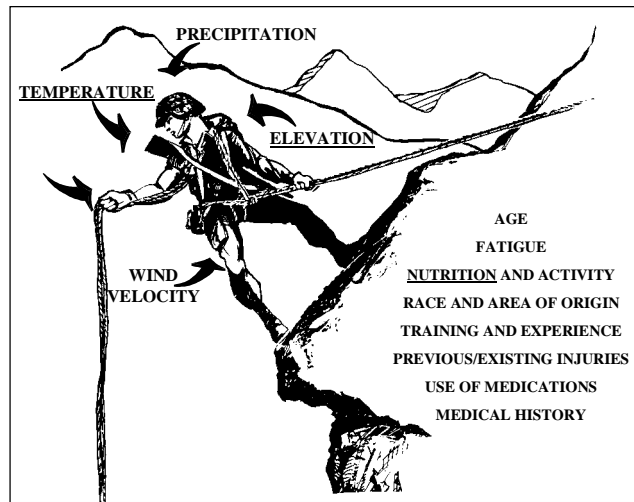 PRECIPITATION
TEMPERATURE
ELEVATION
WIND
VELOCITY
AGE
FATIGUE
NUTRITION AND ACTIVITY
RACE AND AREA OF ORIGIN
TRAINING AND EXPERIENCE
PREVIOUS/EXISTING INJURIES
USE OF MEDICATIONS
MEDICAL HISTORY